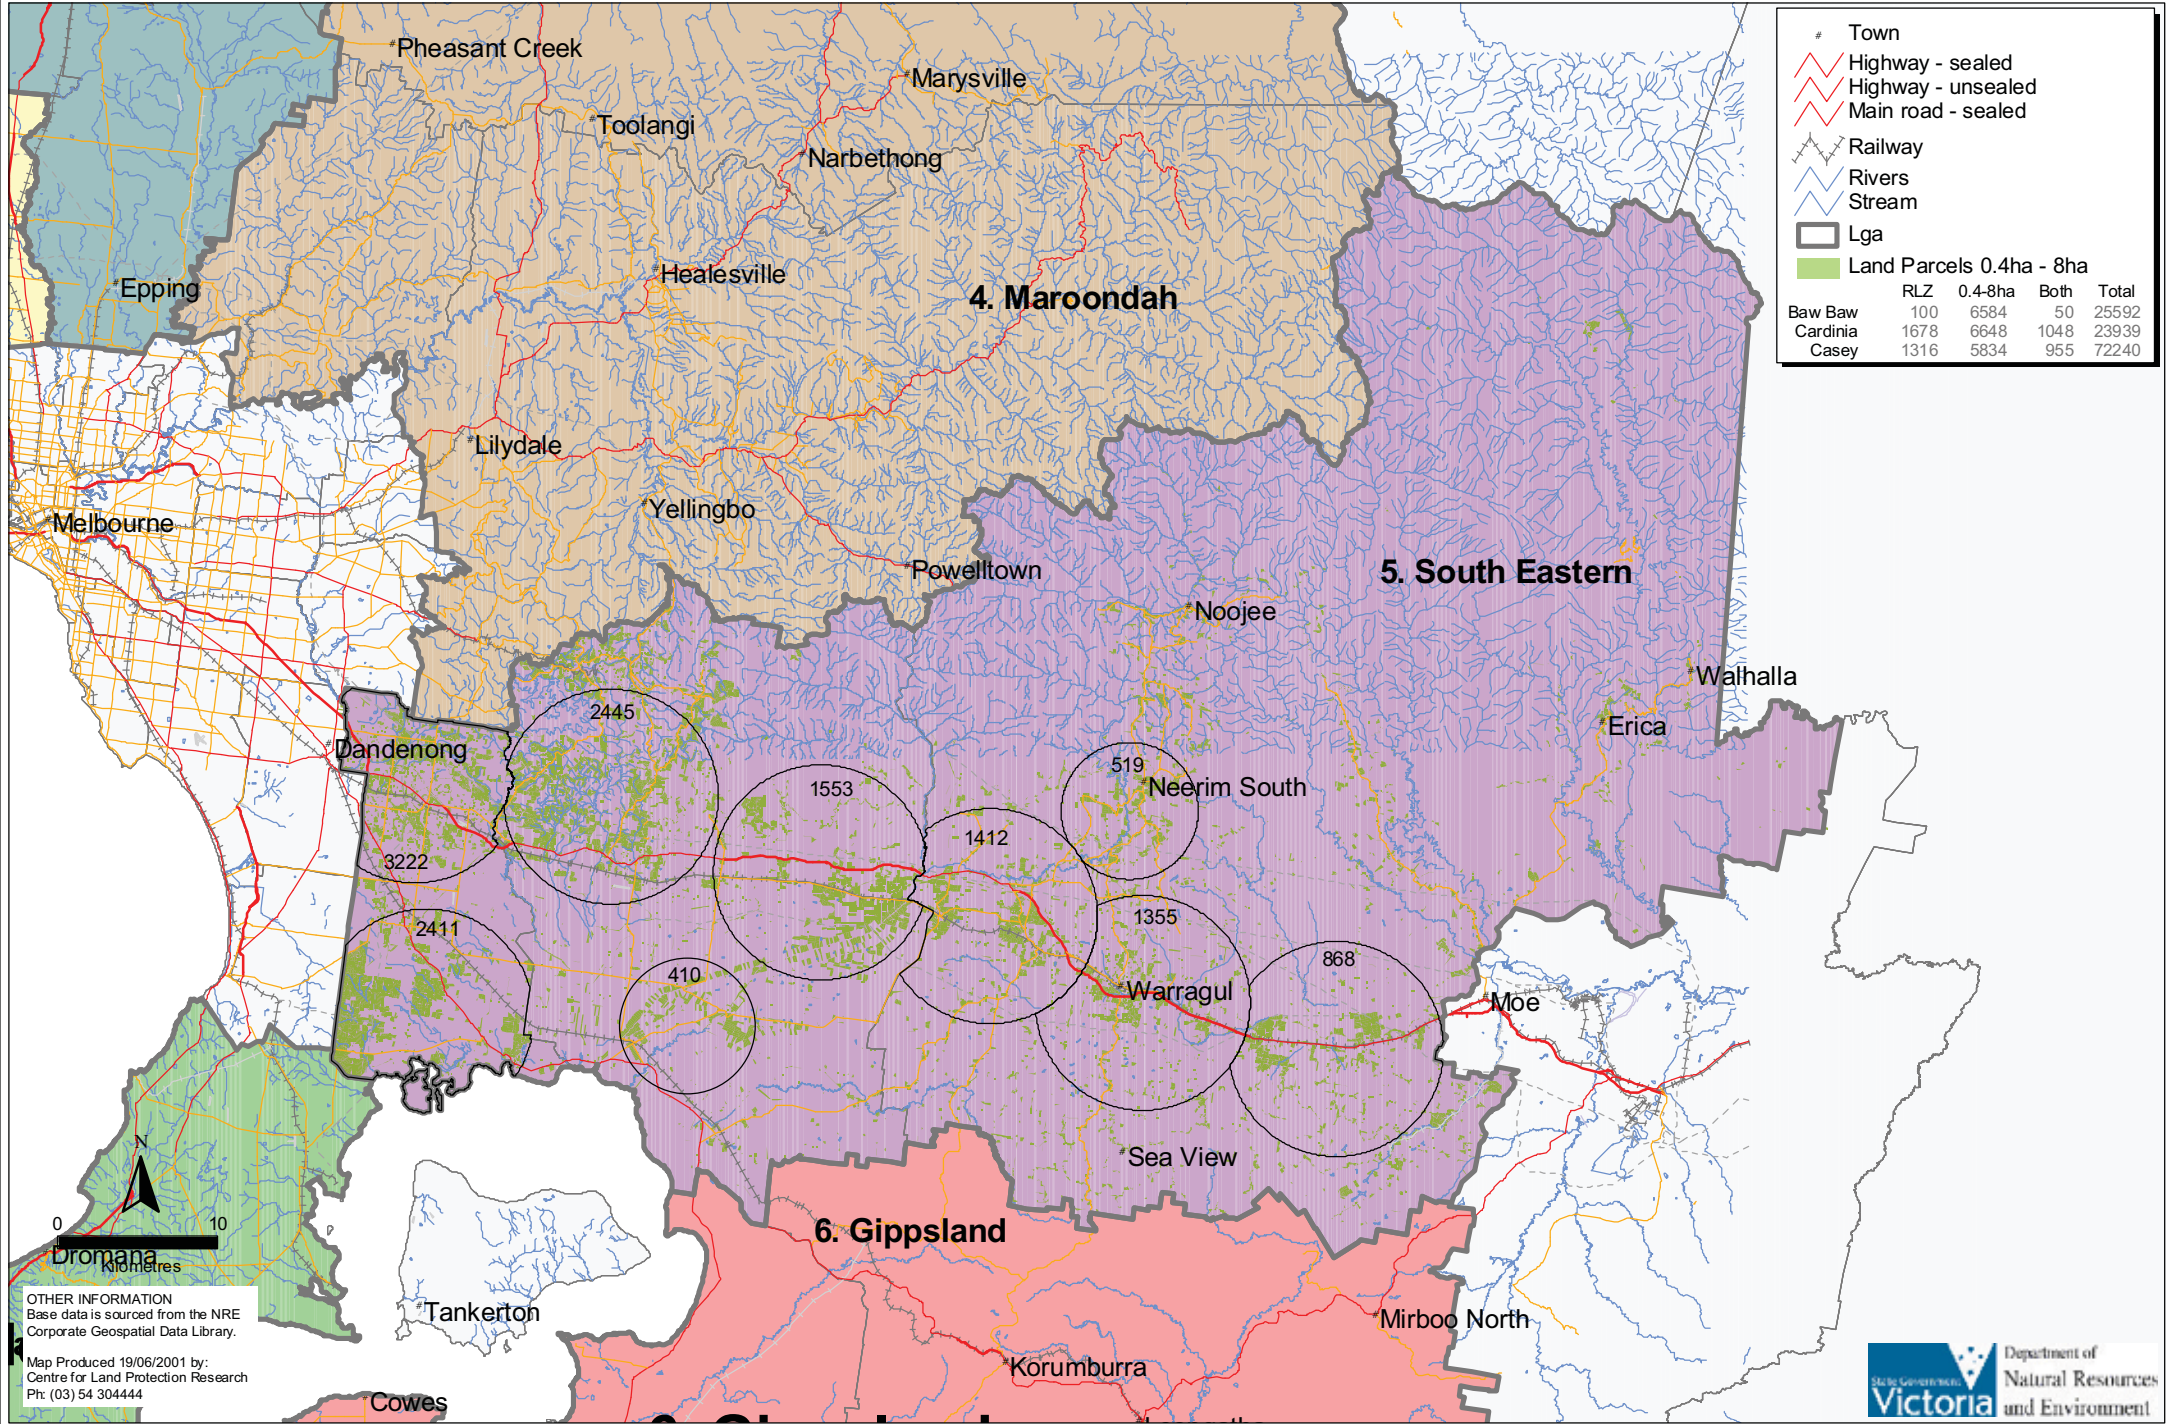 Pheasant Creek
Marysville
Toolangi
Narbethong
Epping
Healesville
4. Maroondah
Lilydale
Melbourne
Yellingbo
Powelltown
5. South Eastern
Noojee
Walhalla
Erica
2445
Dandenong
519
1553
Neerim South
1412
3222
1355
2411
868
410
Warragul
Moe
Sea View
6. Gippsland
N
0 10
Dromana
Kilometres
Tankerton
Mirboo North
Korumburra
Cowes
Town
Highway - sealed
Highway - unsealed
Main road - sealed
Railway
Rivers
Stream
Lga
Land Parcels 0.4ha - 8ha
RLZ 0.4-8ha Both Total
Baw Baw 100 6584 50 25592
Cardinia 1678 6648 1048 23939
Casey 1316 5834 955 72240
OTHER INFORMATION
Base data is sourced from the NRE
Corporate Geospatial Data Library.
Map Produced 19/06/2001 by:
Centre for Land Protection Research
Ph: (03) 54 304444
State Government
Victoria
Department of
Natural Resources
and Environment